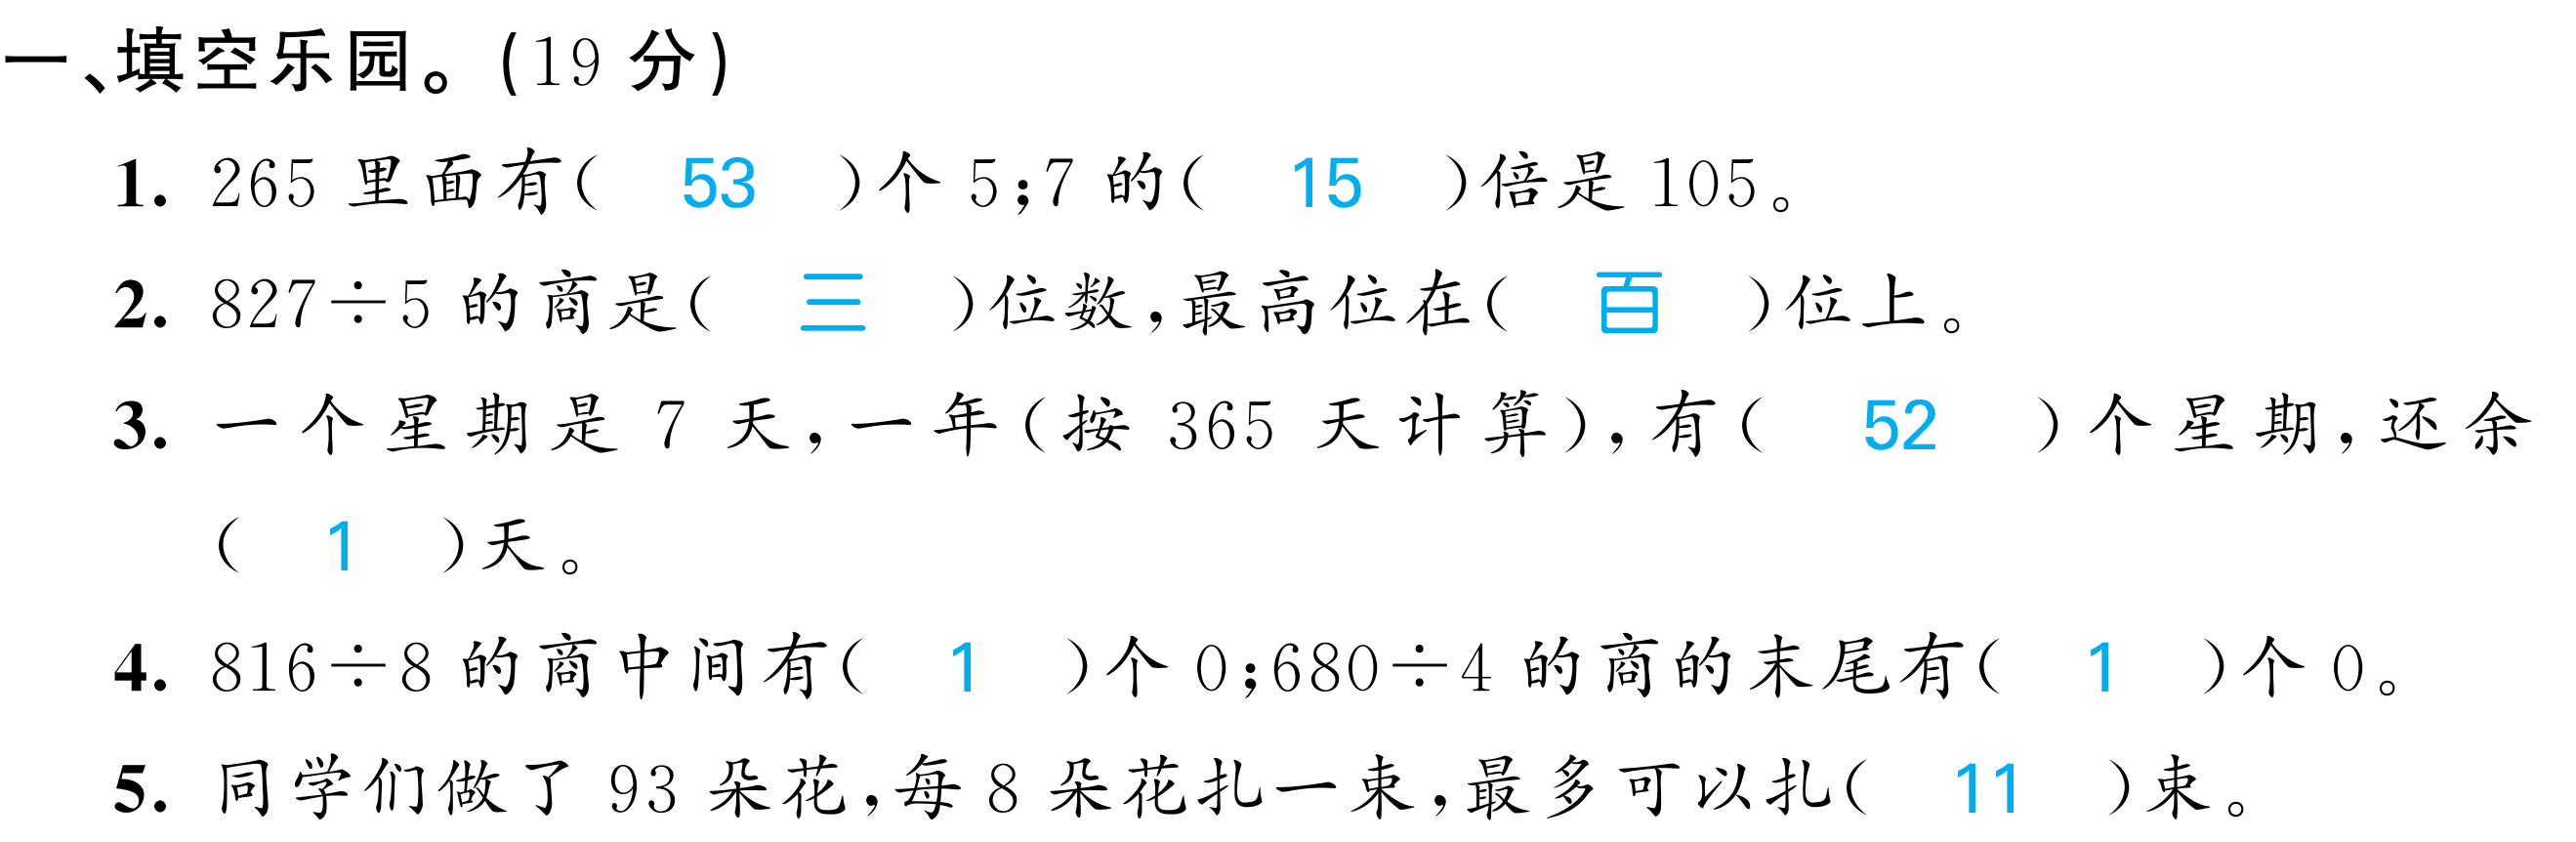 一、填空乐园。(19 分)
1. 265 里面有( 53 )个 5;7 的( 15 )倍是 105。
2. 827÷5 的商是( 三 )位数,最高位在( 百 )位上。
3. 一个星期是 7 天,一年(按 365 天计算),有( 52 )个星期,还余
( 1 )天。
4. 816÷8 的商中间有( 1 )个 0;680÷4 的商的末尾有( 1 )个 0。
5. 同学们做了 93 朵花,每 8 朵花扎一束,最多可以扎( 11 )束。